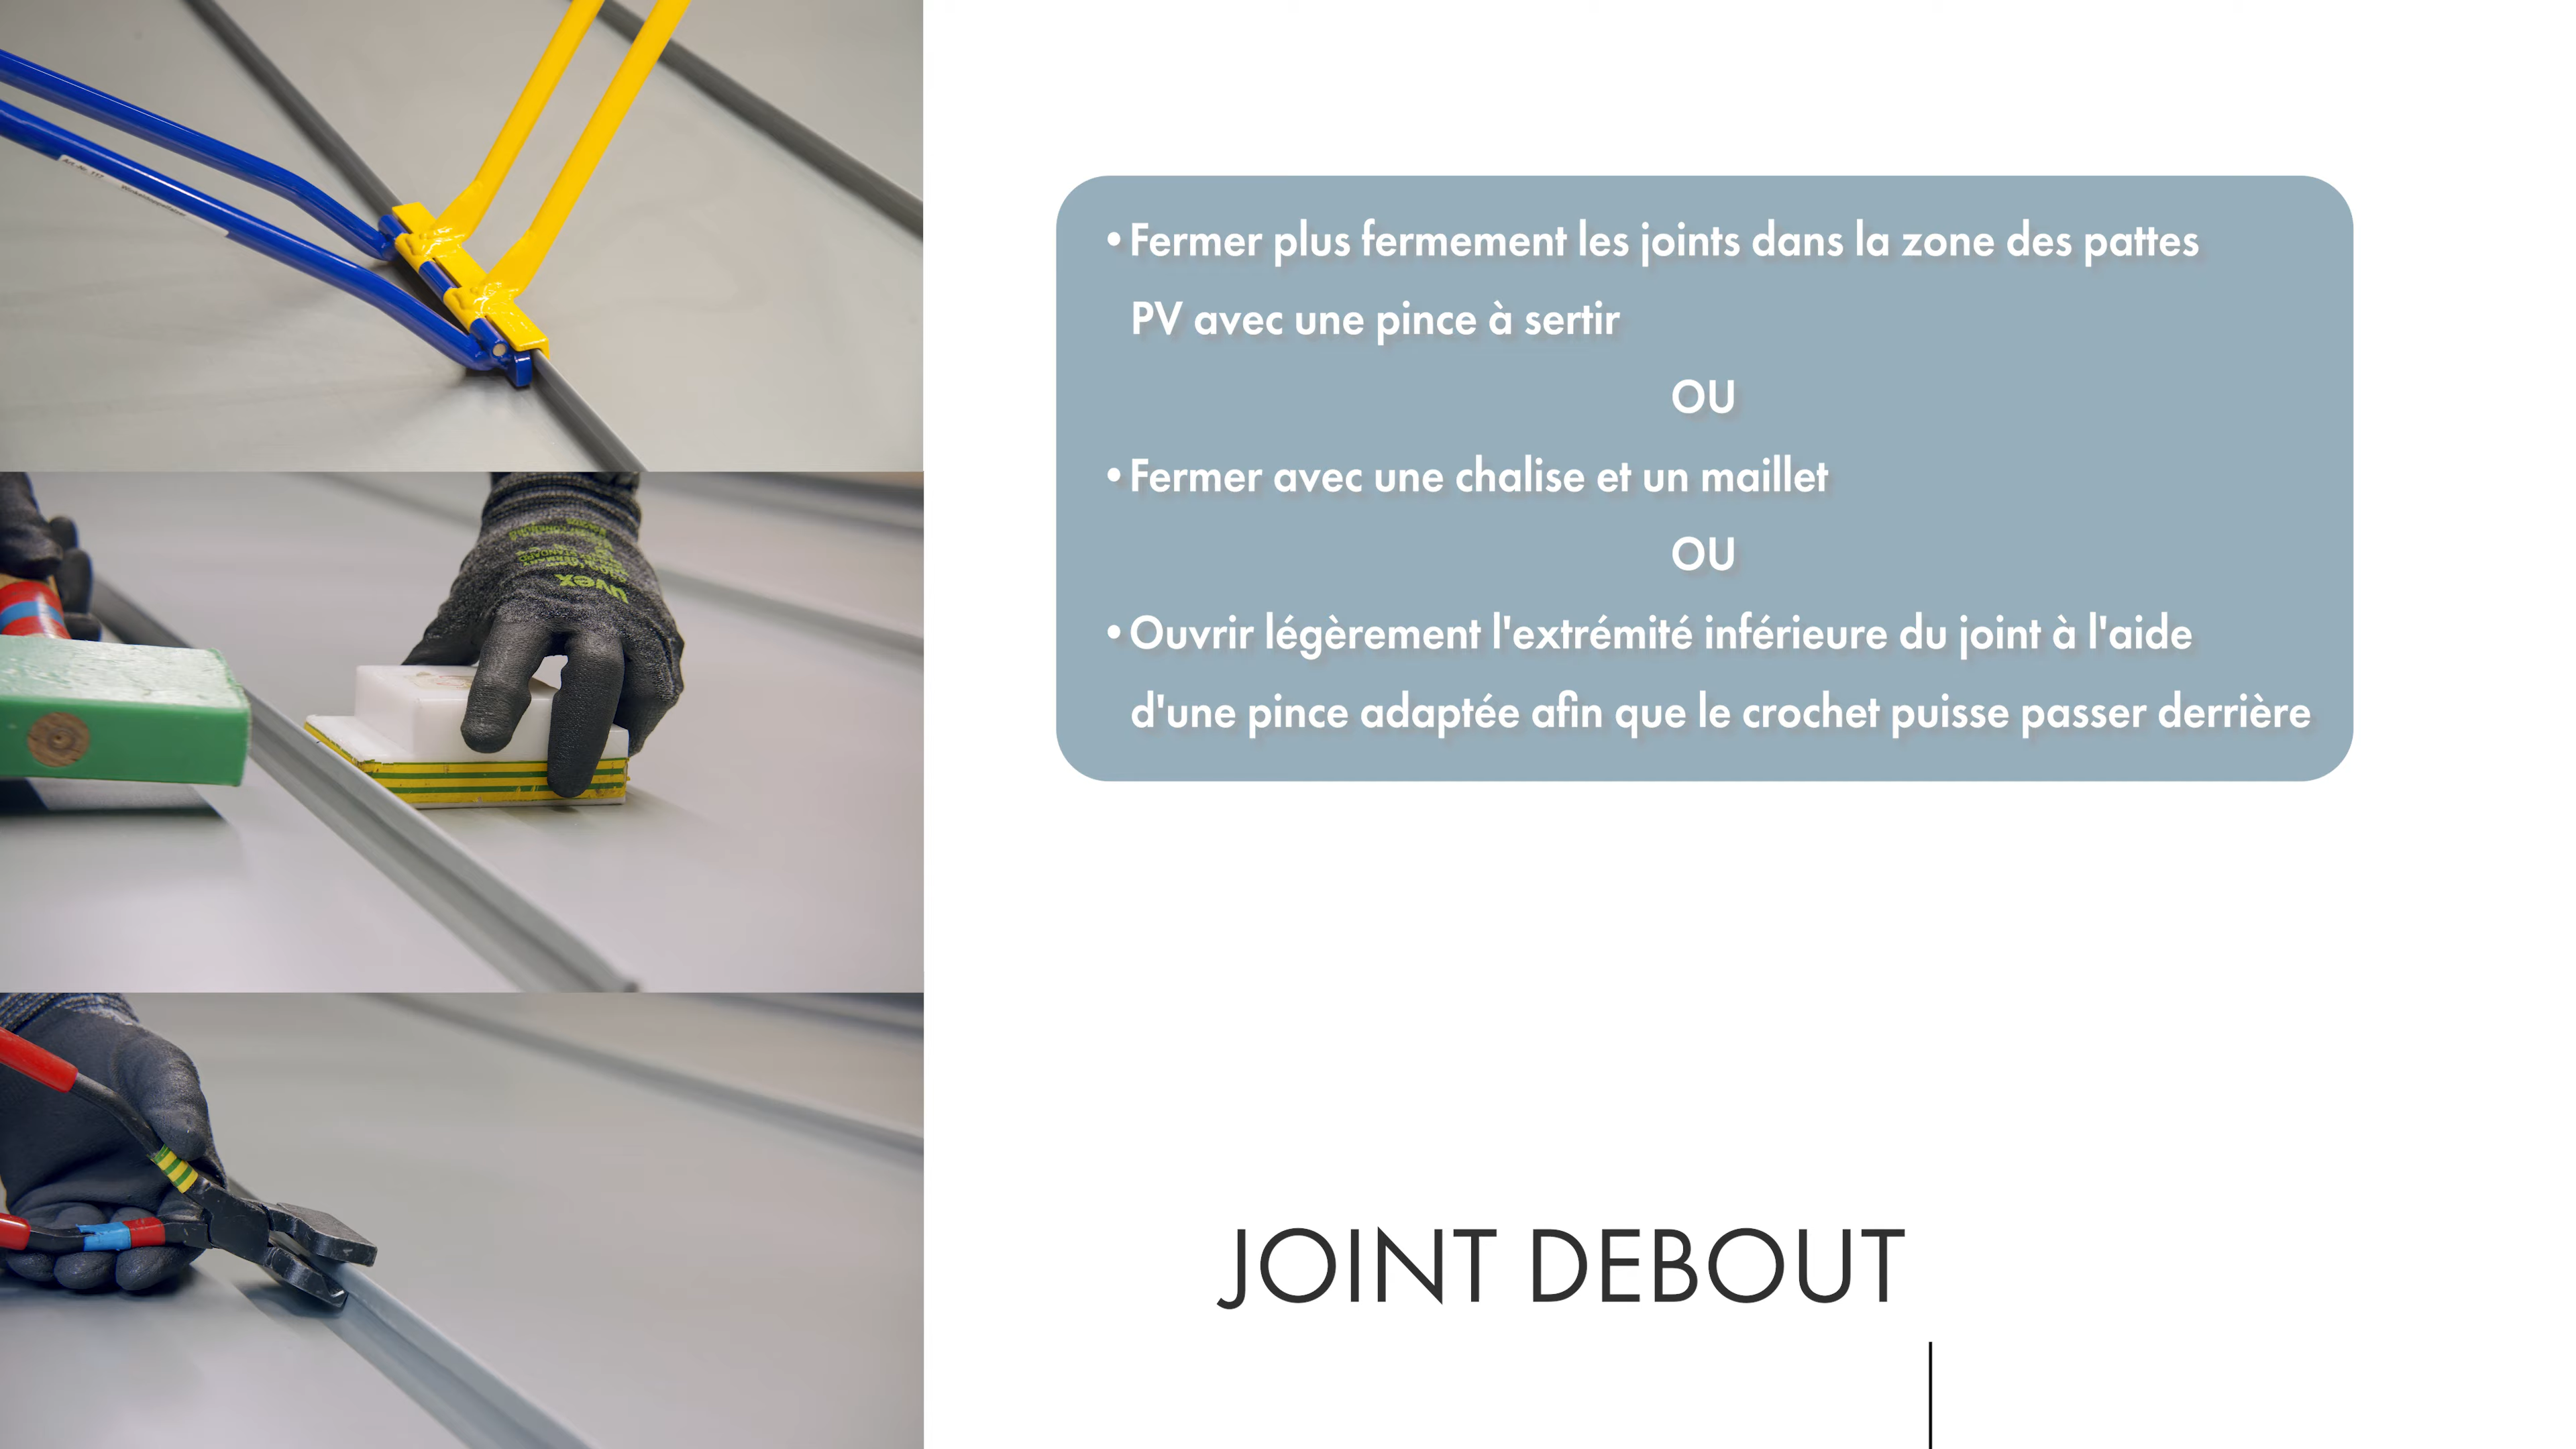 •Fermer plus fermement les joints dans la zone des pattes
PV avec une pince à sertir
OU
•Fermer avec une chalise et un maillet
OU
•Ouvrir légèrement l'extrémité inférieure du joint à l'aide
d'une pince adaptée afin que le crochet puisse passer derrière
uvex
JOINT DEBOUT